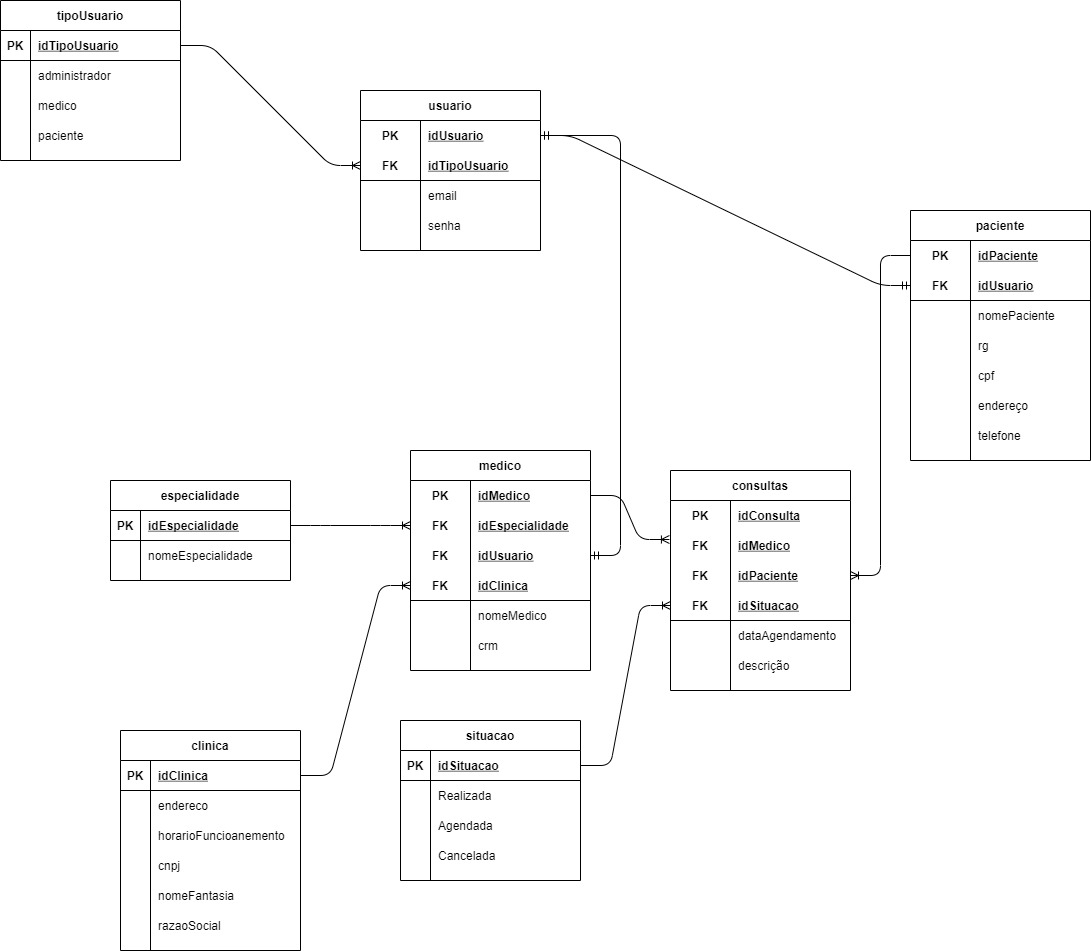 tipoUsuario
PK idTipoUsuario
administrador
medico
paciente
usuario
PK idUsuario
FK idTipoUsuario
email
senha
paciente
PK idPaciente
FK idUsuario
nomePaciente
rg
cpf
endereço
telefone
especialidade
PK idEspecialidade
nomeEspecialidade
medico
PK idMedico
FK idEspecialidade
FK idUsuario
FK idClinica
nomeMedico
crm
consultas
PK idConsulta
FK idMedico
FK idPaciente
FK idSituacao
dataAgendamento
descrição
clinica
PK idClinica
endereco
horarioFuncioanemento
cnpj
nomeFantasia
razaoSocial
situacao
PK idSituacao
Realizada
Agendada
Cancelada